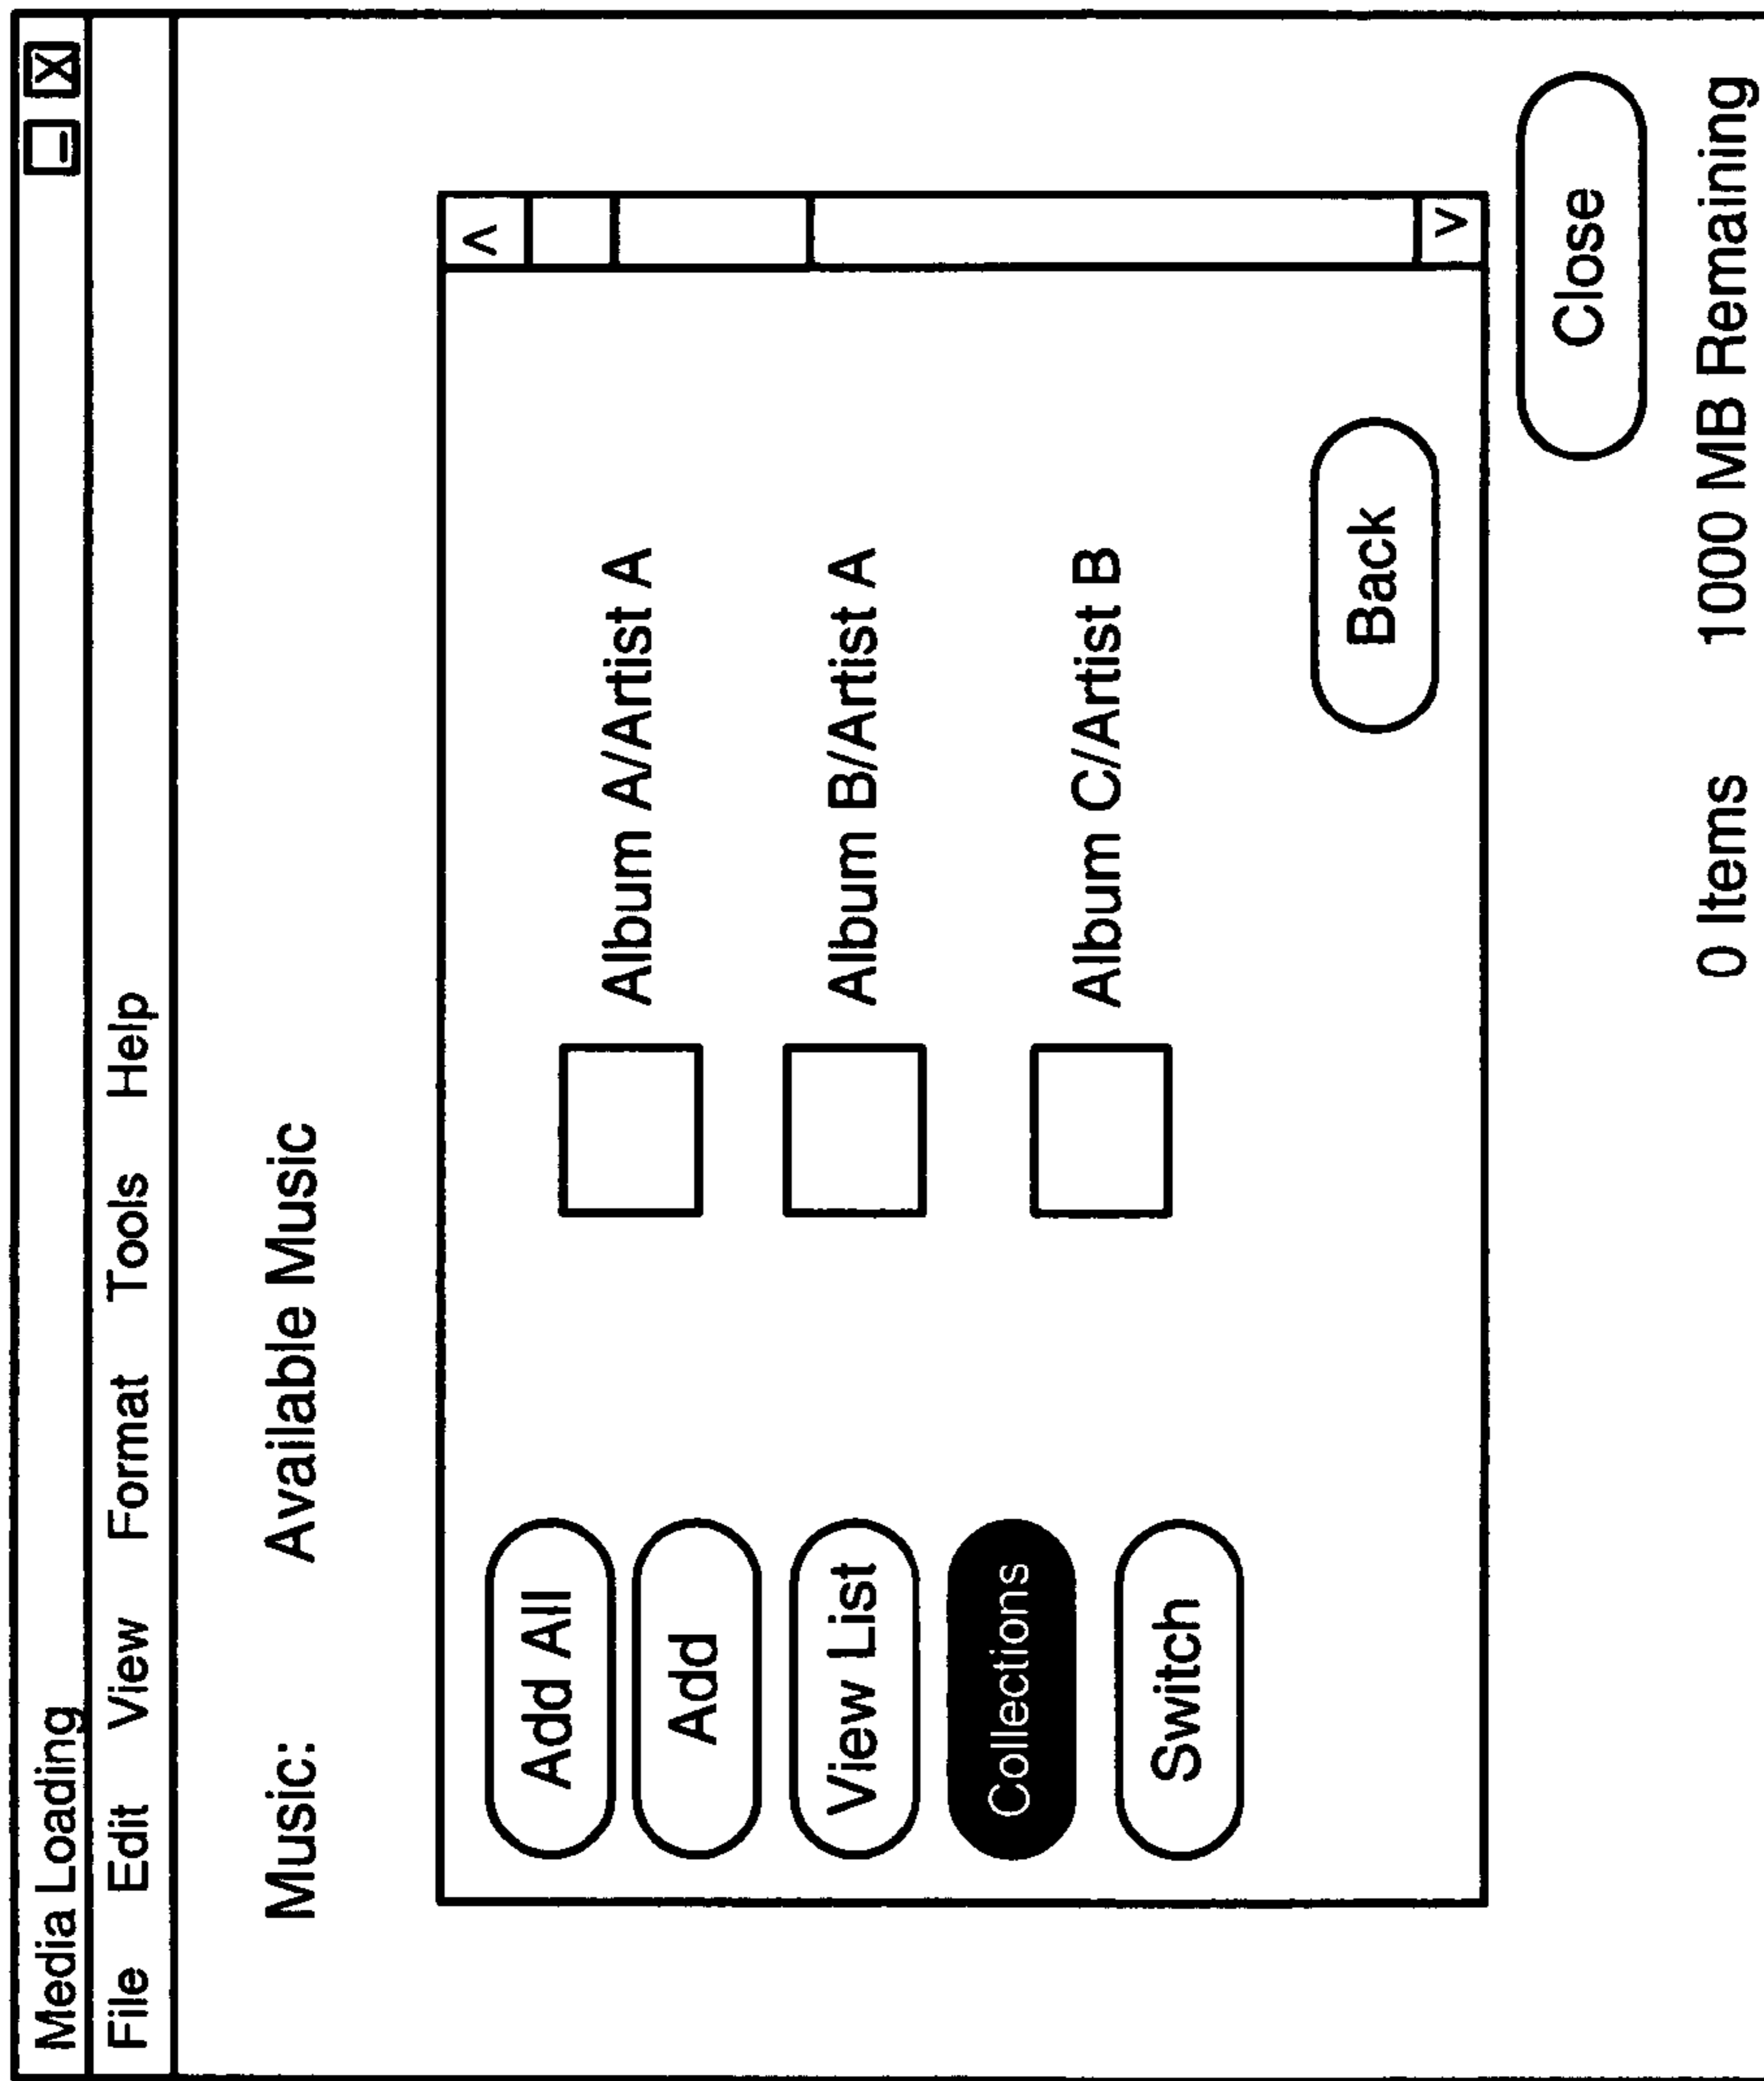 Media Loading
_ X
File Edit View Format Tools Help
Music: Available Music
<
Add All
Album A/Artist A
Add
View List
Album B/Artist A
Collections
Album C/Artist B
Switch
Back
>
Close
0 Items 1000 MB Remaining